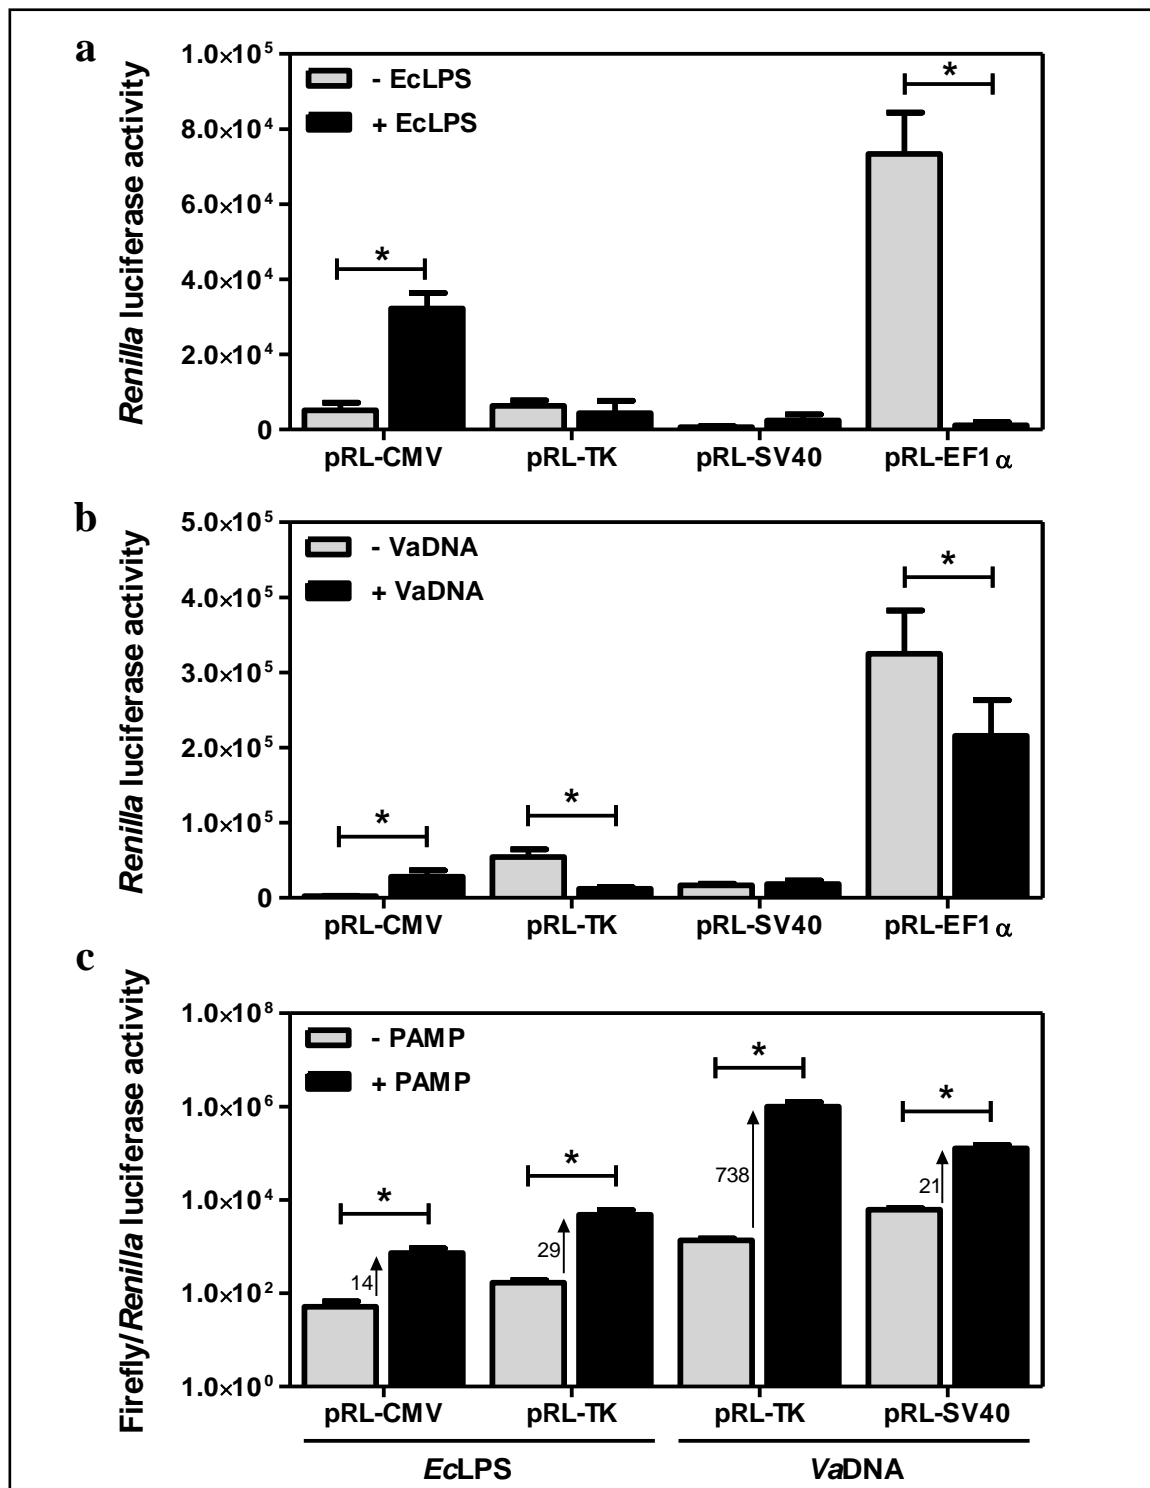 a
Renilla luciferase activity
1.0×10⁵
8.0×10⁴
6.0×10⁴
4.0×10⁴
2.0×10⁴
0
- EcLPS
+ EcLPS
*
*
pRL-CMV
pRL-TK
pRL-SV40
pRL-EF1α
b
Renilla luciferase activity
5.0×10⁵
4.0×10⁵
3.0×10⁵
2.0×10⁵
1.0×10⁵
0
- VaDNA
+ VaDNA
*
*
*
pRL-CMV
pRL-TK
pRL-SV40
pRL-EF1α
c
Firefly/Renilla luciferase activity
1.0×10⁸
1.0×10⁶
1.0×10⁴
1.0×10²
1.0×10⁰
- PAMP
+ PAMP
*
14
*
29
*
738
*
21
pRL-CMV
pRL-TK
pRL-TK
pRL-SV40
EcLPS
VaDNA